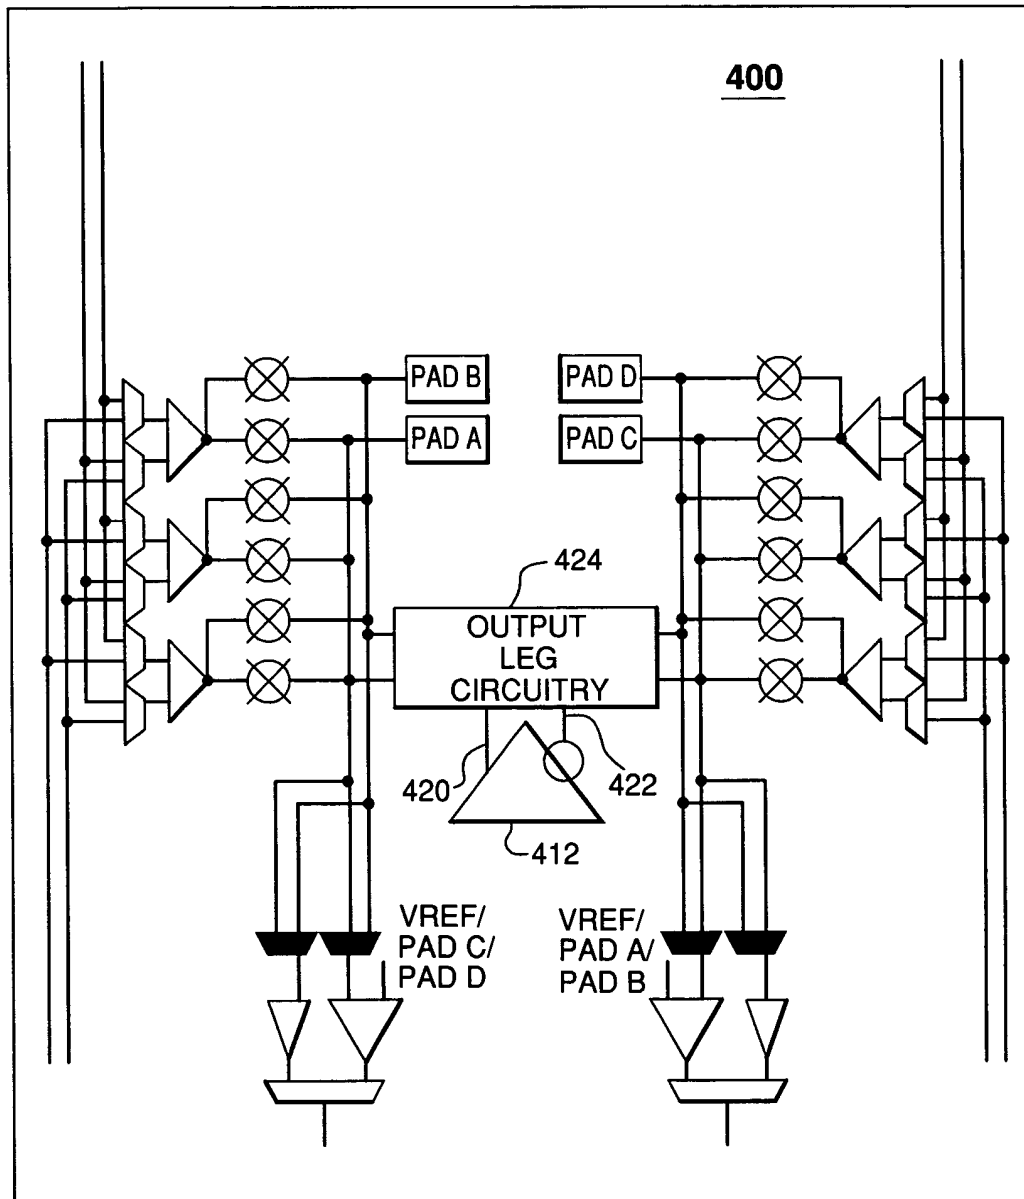 400
PAD B
PAD D
PAD A
PAD C
424
OUTPUT
LEG
CIRCUITRY
420
422
412
VREF/
PAD C/
PAD D
VREF/
PAD A/
PAD B